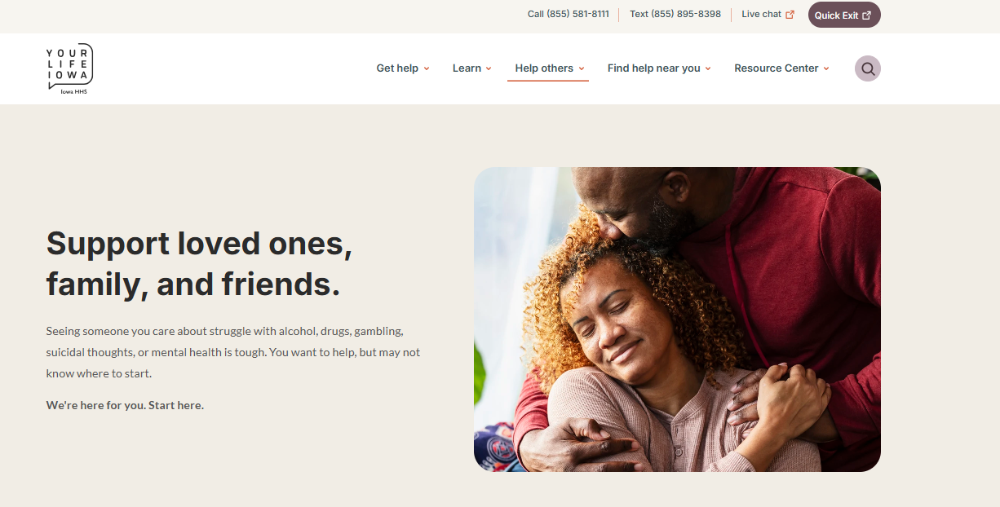 Call (855) 581-8111 Text (855) 895-8398 Live chat Quick Exit
YOUR
LIFE
IOWA
Iowa HHS
Get help Learn Help others Find help near you Resource Center
Support loved ones,
family, and friends.
Seeing someone you care about struggle with alcohol, drugs, gambling,
suicidal thoughts, or mental health is tough. You want to help, but may not
know where to start.
We're here for you. Start here.